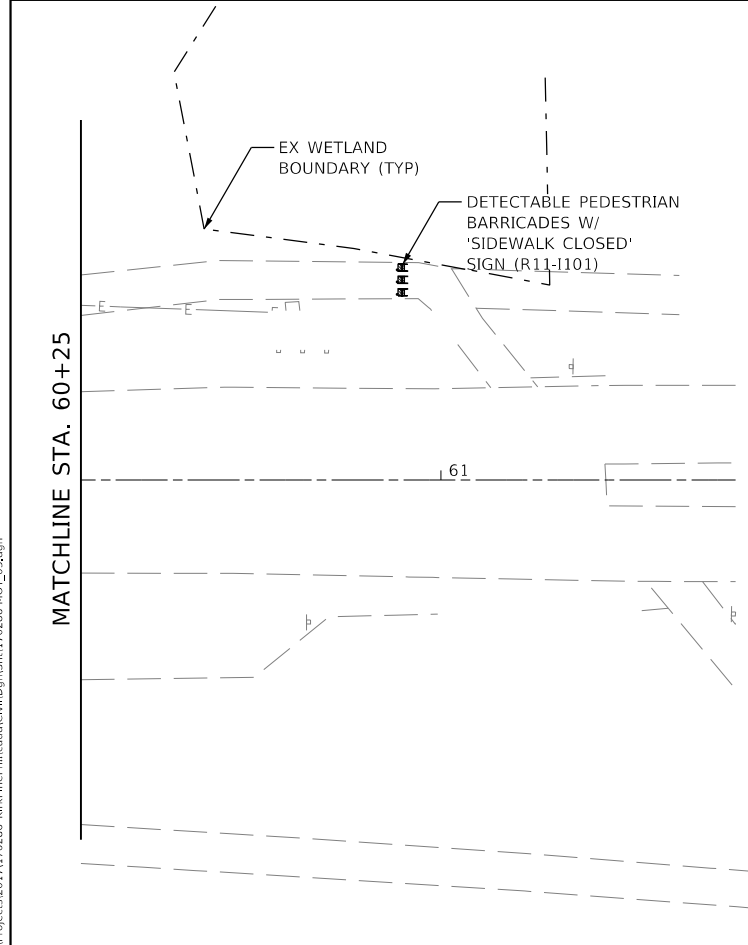 EX WETLAND
BOUNDARY (TYP)
DETECTABLE PEDESTRIAN
BARRICADES W/
'SIDEWALK CLOSED'
SIGN (R11-I101)
E
E
61
MATCHLINE STA. 60+25